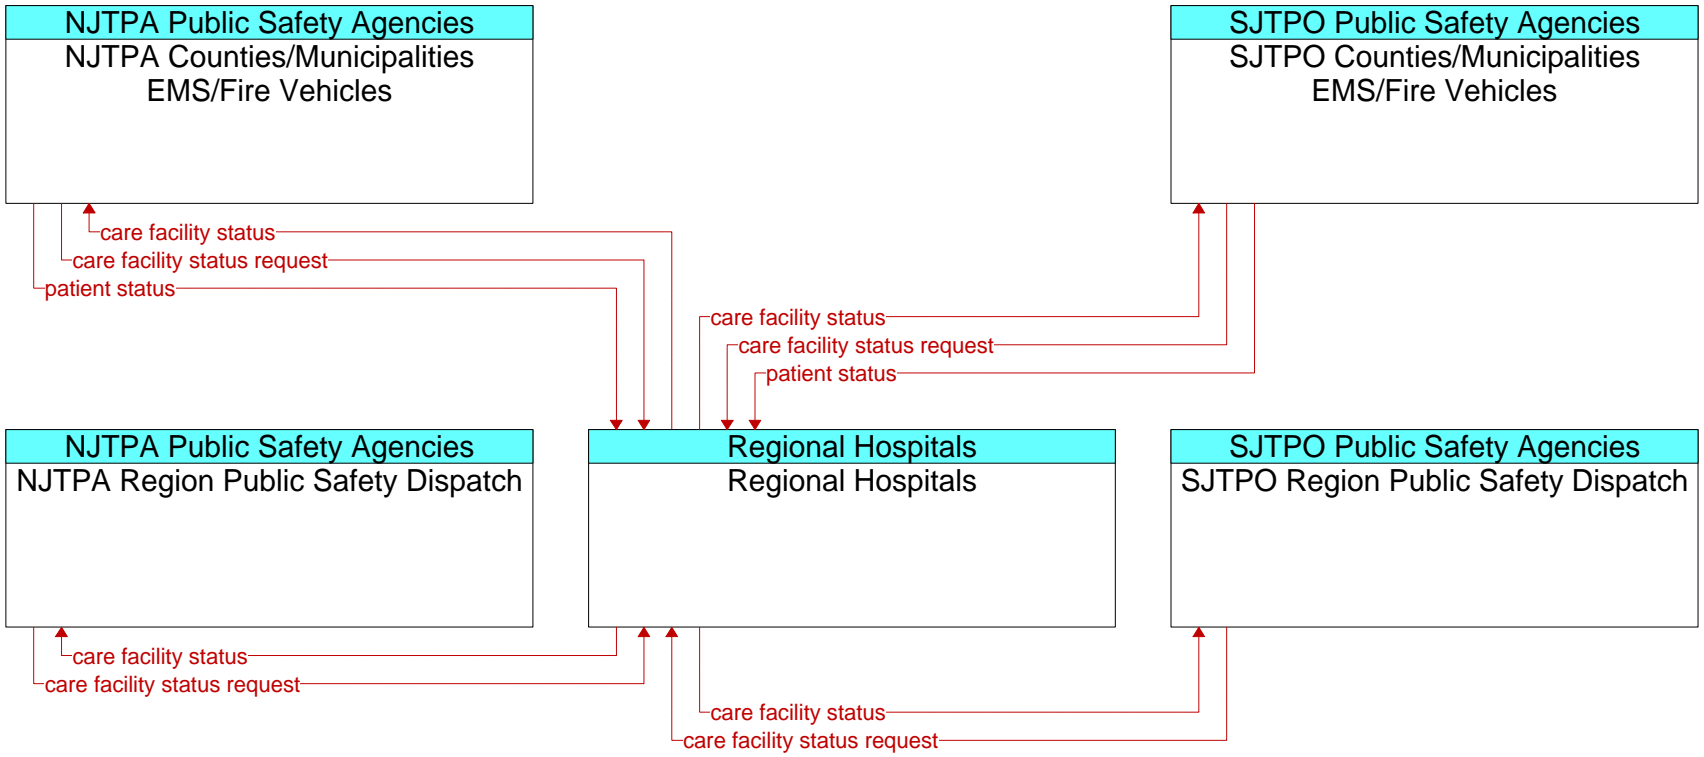 NJTPA Public Safety Agencies
NJTPA Counties/Municipalities
EMS/Fire Vehicles
SJTPO Public Safety Agencies
SJTPO Counties/Municipalities
EMS/Fire Vehicles
care facility status
care facility status request
patient status
care facility status
care facility status request
patient status
NJTPA Public Safety Agencies
NJTPA Region Public Safety Dispatch
Regional Hospitals
Regional Hospitals
SJTPO Public Safety Agencies
SJTPO Region Public Safety Dispatch
care facility status
care facility status request
care facility status
care facility status request